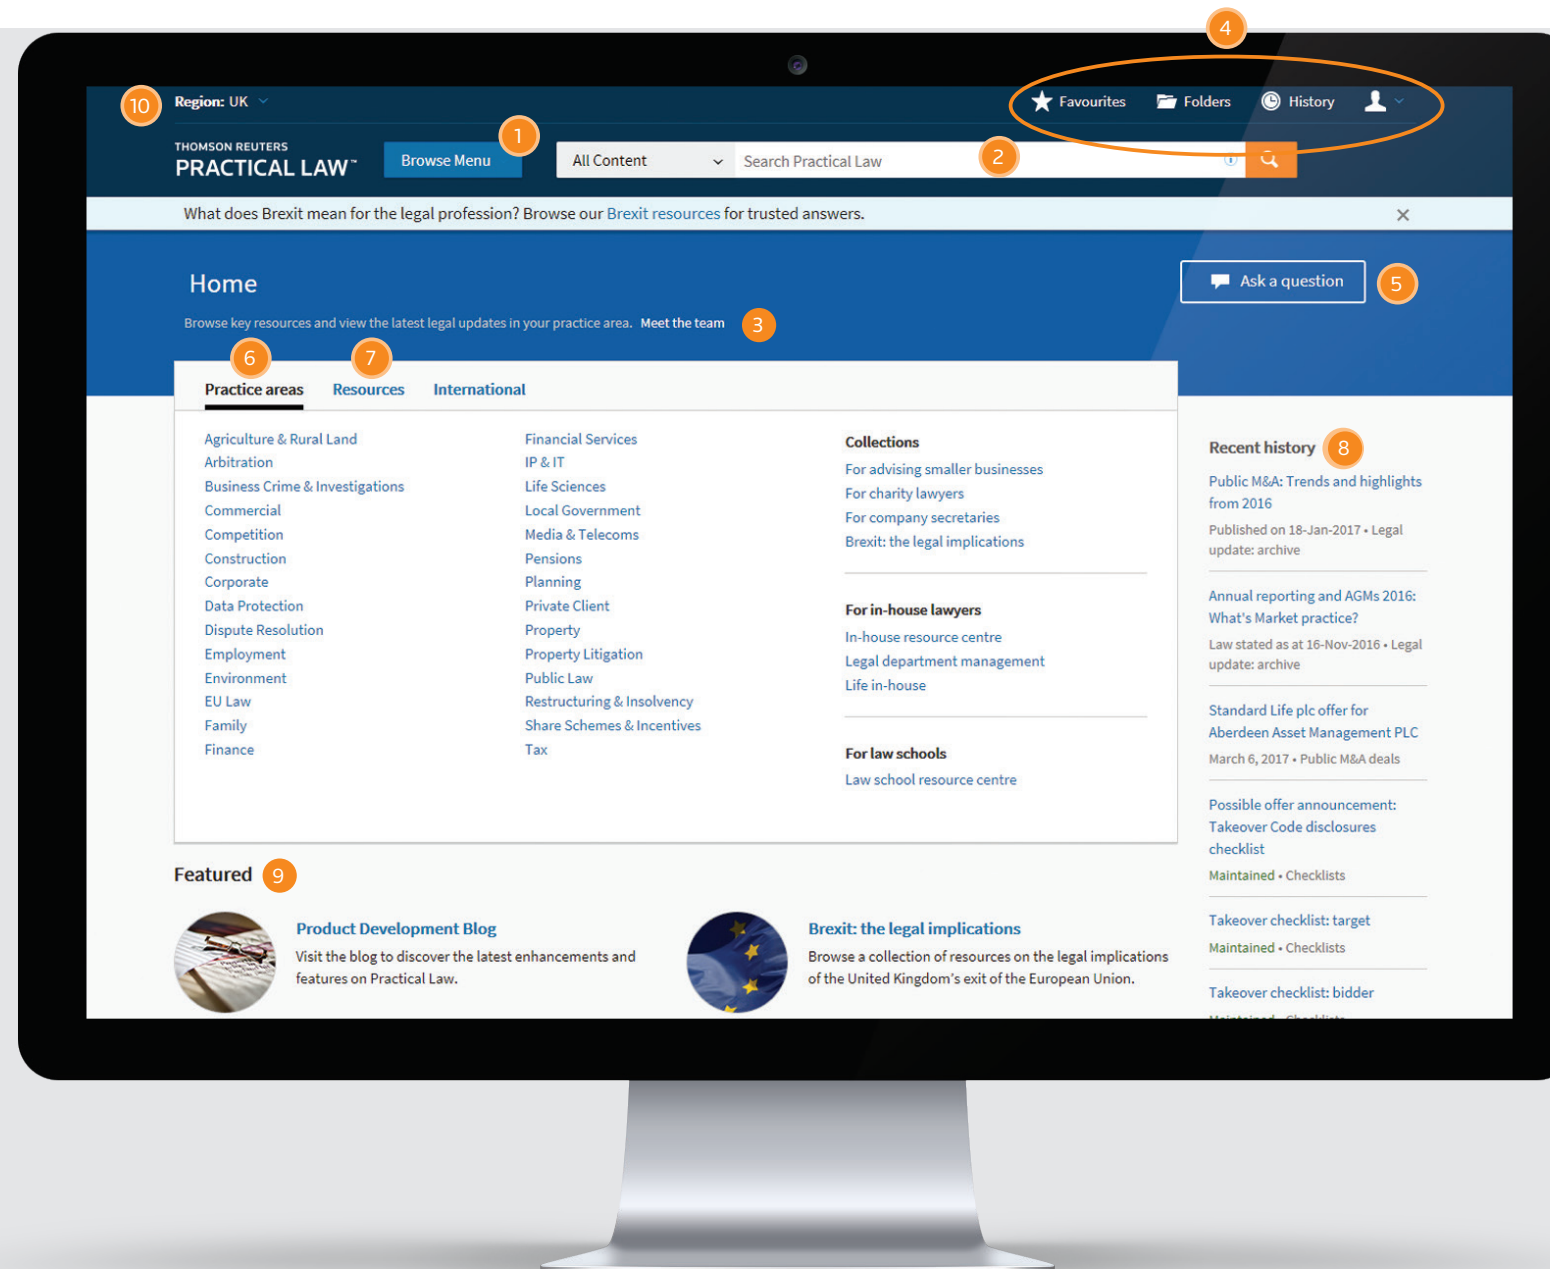 4
10
Region: UK
Favourites
Folders
History
1
THOMSON REUTERS
PRACTICAL LAW™
Browse Menu
All Content
Search Practical Law
2
i
What does Brexit mean for the legal profession? Browse our Brexit resources for trusted answers.
×
Home
Ask a question
5
Browse key resources and view the latest legal updates in your practice area. Meet the team
3
6
7
Practice areas
Resources
International
Agriculture & Rural Land
Arbitration
Business Crime & Investigations
Commercial
Competition
Construction
Corporate
Data Protection
Dispute Resolution
Employment
Environment
EU Law
Family
Finance
Financial Services
IP & IT
Life Sciences
Local Government
Media & Telecoms
Pensions
Planning
Private Client
Property
Property Litigation
Public Law
Restructuring & Insolvency
Share Schemes & Incentives
Tax
Collections
For advising smaller businesses
For charity lawyers
For company secretaries
Brexit: the legal implications
For in-house lawyers
In-house resource centre
Legal department management
Life in-house
For law schools
Law school resource centre
Recent history
8
Public M&A: Trends and highlights
from 2016
Published on 18-Jan-2017 • Legal
update: archive
Annual reporting and AGMs 2016:
What's Market practice?
Law stated as at 16-Nov-2016 • Legal
update: archive
Standard Life plc offer for
Aberdeen Asset Management PLC
March 6, 2017 • Public M&A deals
Possible offer announcement:
Takeover Code disclosures
checklist
Maintained • Checklists
Takeover checklist: target
Maintained • Checklists
Takeover checklist: bidder
Maintained • Checklists
Featured
9
Product Development Blog
Visit the blog to discover the latest enhancements and
features on Practical Law.
Brexit: the legal implications
Browse a collection of resources on the legal implications
of the United Kingdom's exit of the European Union.